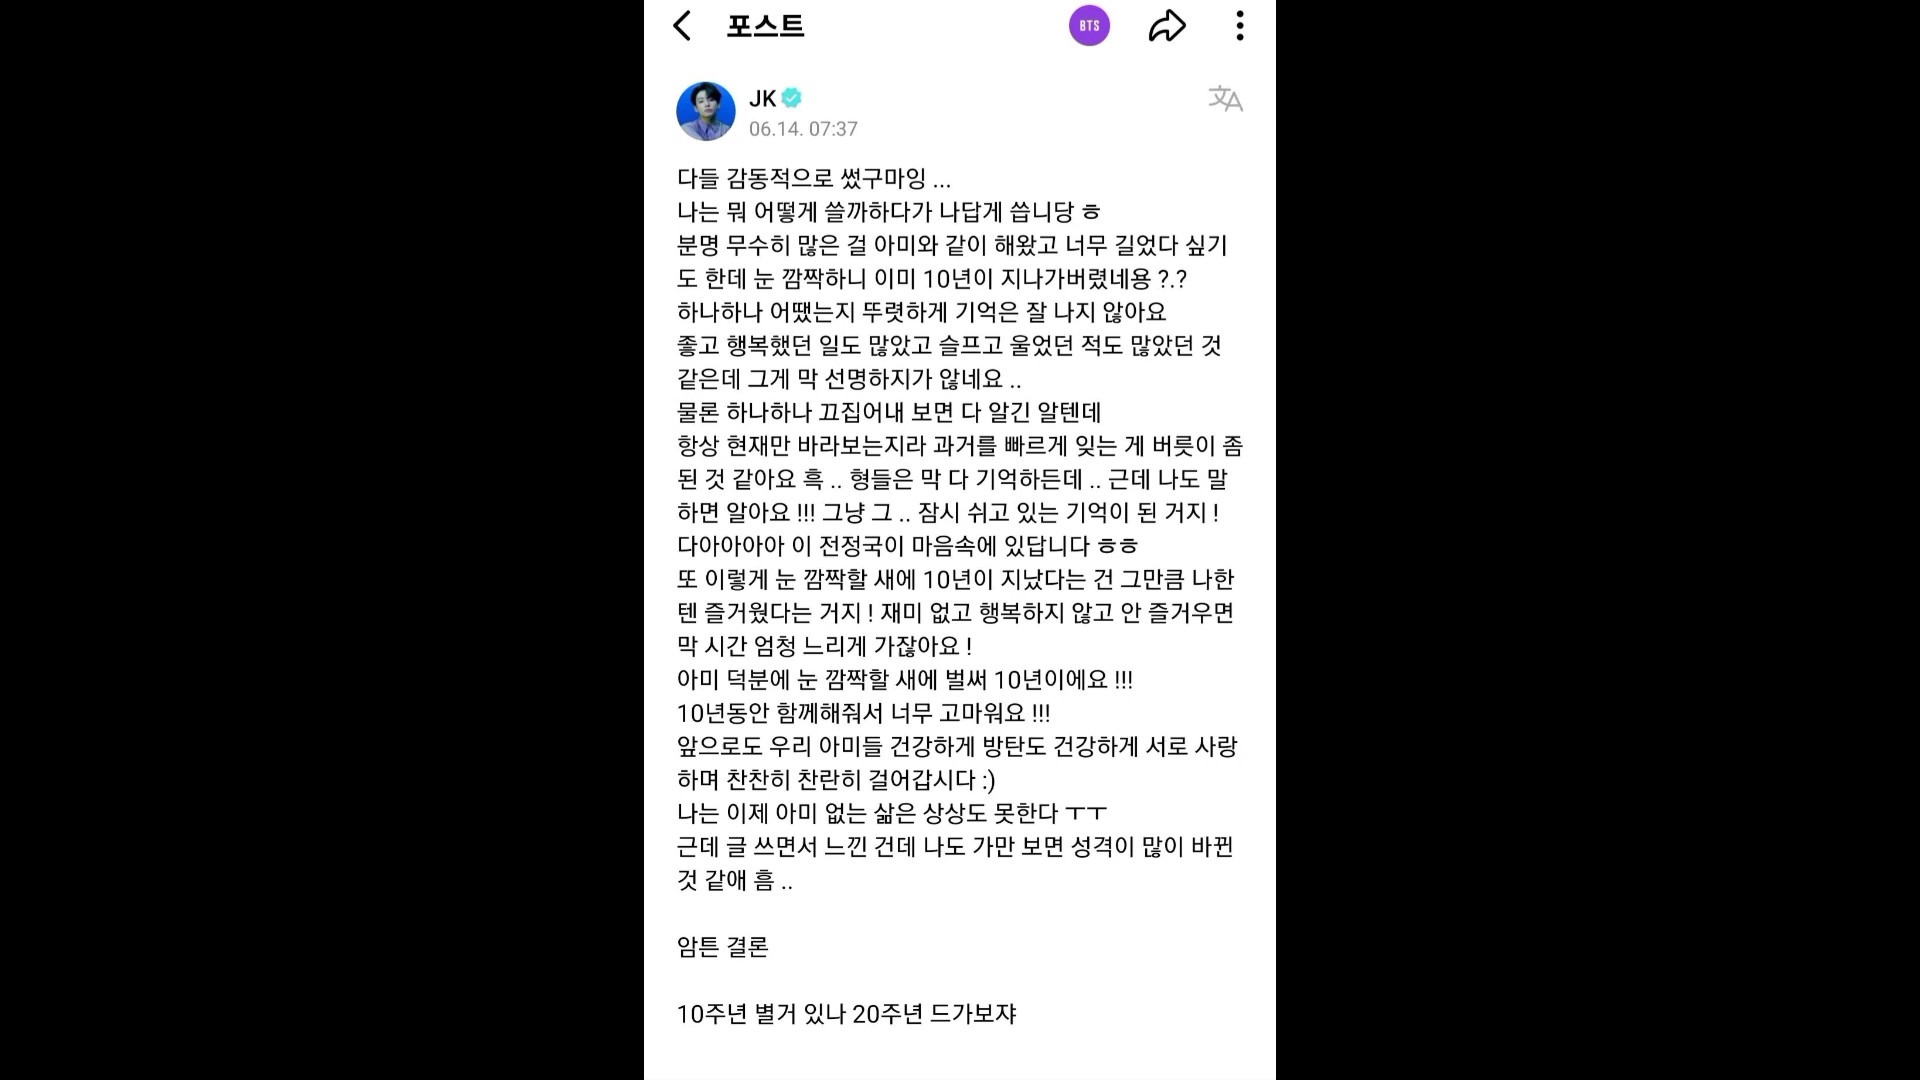 포스트
BTS
JK
06.14. 07:37
다들 감동적으로 썼구마잉 ...
나는 뭐 어떻게 쓸까하다가 나답게 씁니당 ㅎ
분명 무수히 많은 걸 아미와 같이 해왔고 너무 길었다 싶기
도 한데 눈 깜짝하니 이미 10년이 지나가버렸네용 ?.?
하나하나 어땠는지 뚜렷하게 기억은 잘 나지 않아요
좋고 행복했던 일도 많았고 슬프고 울었던 적도 많았던 것
같은데 그게 막 선명하지가 않네요 ..
물론 하나하나 끄집어내 보면 다 알긴 알텐데
항상 현재만 바라보는지라 과거를 빠르게 잊는 게 버릇이 좀
된 것 같아요 흑 .. 형들은 막 다 기억하든데 .. 근데 나도 말
하면 알아요 !!! 그냥 그 .. 잠시 쉬고 있는 기억이 된 거지 !
다아아아아 이 전정국이 마음속에 있답니다 ㅎㅎ
또 이렇게 눈 깜짝할 새에 10년이 지났다는 건 그만큼 나한
텐 즐거웠다는 거지 ! 재미 없고 행복하지 않고 안 즐거우면
막 시간 엄청 느리게 가잖아요 !
아미 덕분에 눈 깜짝할 새에 벌써 10년이에요 !!!
10년동안 함께해줘서 너무 고마워요 !!!
앞으로도 우리 아미들 건강하게 방탄도 건강하게 서로 사랑
하며 찬찬히 찬란히 걸어갑시다 :)
나는 이제 아미 없는 삶은 상상도 못한다 ㅜㅜ
근데 글 쓰면서 느낀 건데 나도 가만 보면 성격이 많이 바뀐
것 같애 흠 ..
암튼 결론
10주년 별거 있나 20주년 드가보쟈